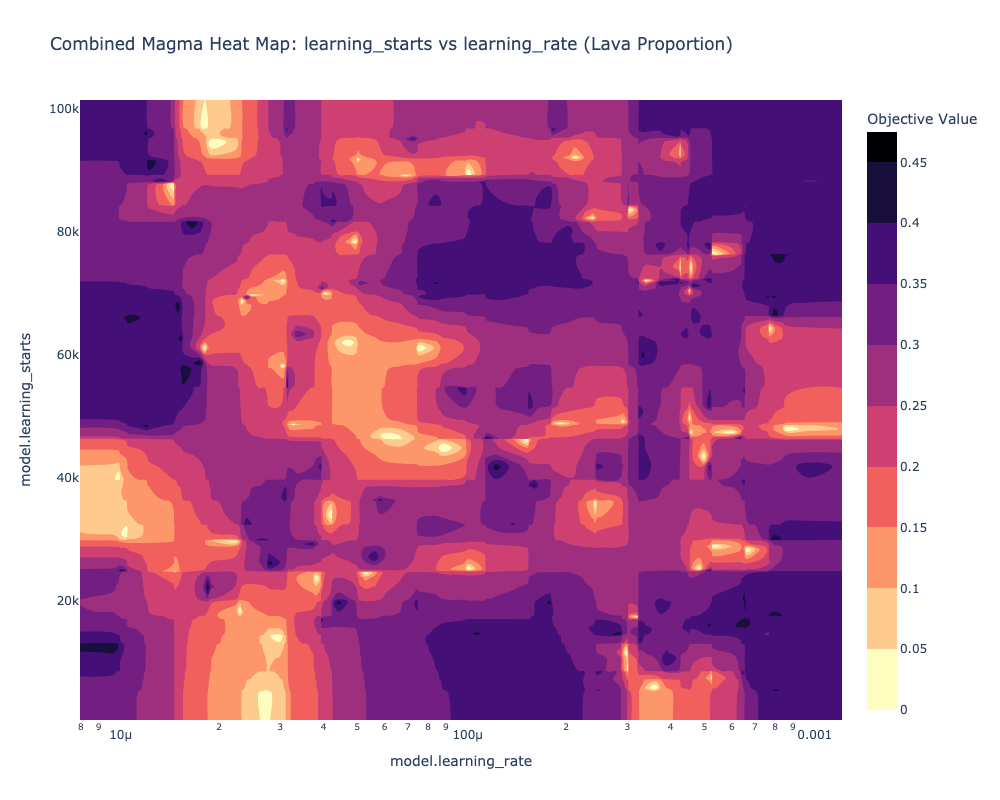 Combined Magma Heat Map: learning_starts vs learning_rate (Lava Proportion)
Objective Value
100k
80k
60k
40k
20k
model.learning_starts
0.45
0.4
0.35
0.3
0.25
0.2
0.15
0.1
0.05
0
8 9 2 3 4 5 6 7 8 9 2 3 4 5 6 7 8 9
10μ 100μ 0.001
model.learning_rate